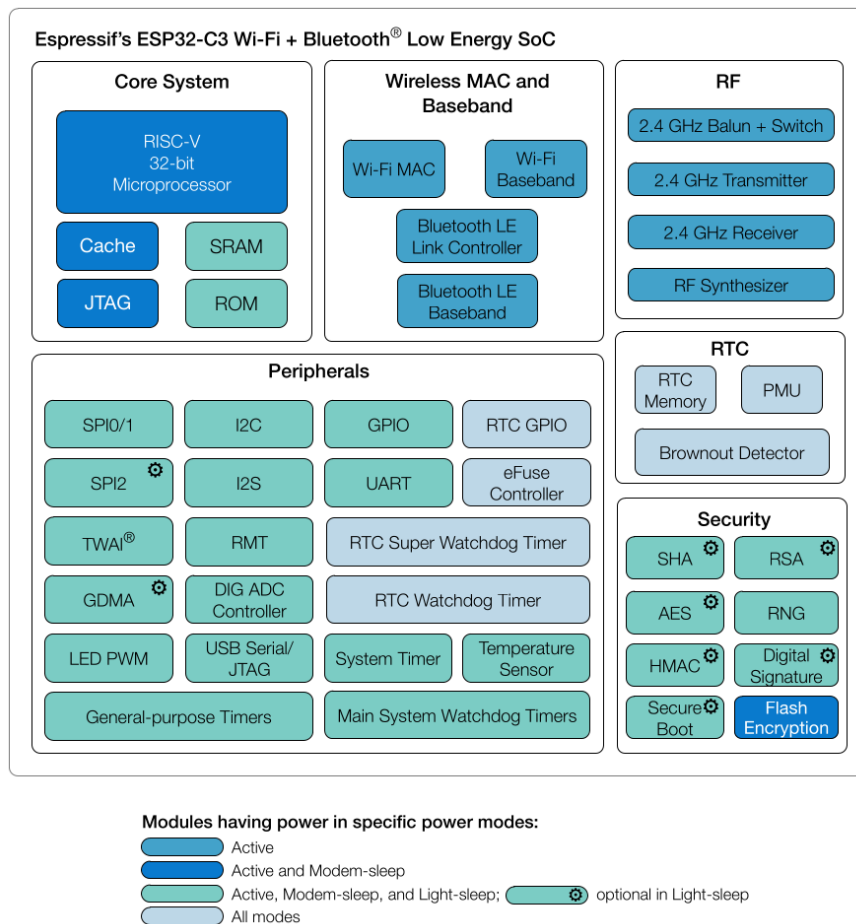 Espressif's ESP32-C3 Wi-Fi + Bluetooth® Low Energy SoC
Core System
RISC-V
32-bit
Microprocessor
Cache
SRAM
JTAG
ROM
Wireless MAC and
Baseband
Wi-Fi MAC
Wi-Fi
Baseband
Bluetooth LE
Link Controller
Bluetooth LE
Baseband
RF
2.4 GHz Balun + Switch
2.4 GHz Transmitter
2.4 GHz Receiver
RF Synthesizer
Peripherals
SPI0/1
I2C
GPIO
RTC GPIO
SPI2
I2S
UART
eFuse
Controller
TWAI®
RMT
RTC Super Watchdog Timer
GDMA
DIG ADC
Controller
RTC Watchdog Timer
LED PWM
USB Serial/
JTAG
System Timer
Temperature
Sensor
General-purpose Timers
Main System Watchdog Timers
RTC
RTC
Memory
PMU
Brownout Detector
Security
SHA
RSA
AES
RNG
HMAC
Digital
Signature
Secure
Boot
Flash
Encryption
Modules having power in specific power modes:
Active
Active and Modem-sleep
Active, Modem-sleep, and Light-sleep; optional in Light-sleep
All modes